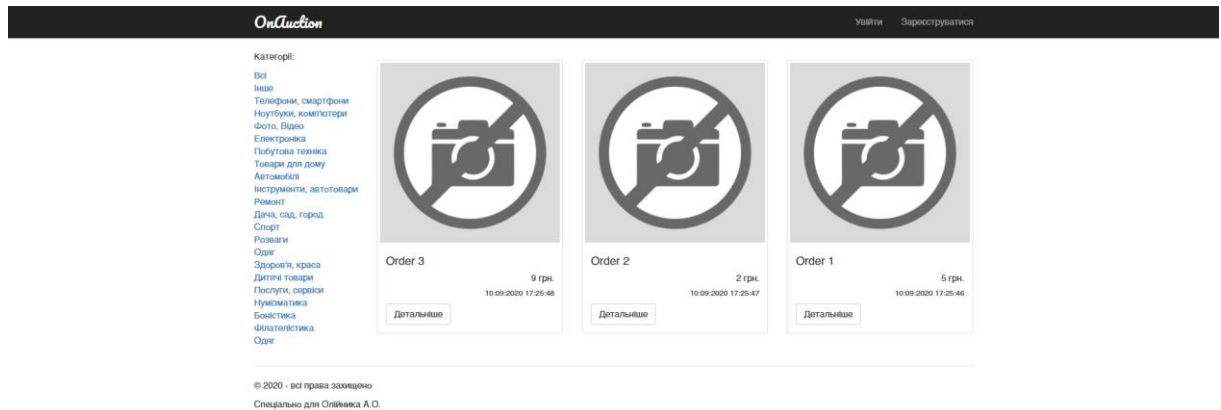 OnAuction
Увійти Зареєструватися
Категорії:
Всі
Інше
Телефони, смартфони
Ноутбуки, комп'ютери
Фото, Відео
Електроніка
Побутова техніка
Товари для дому
Автомобілі
Інструменти, автотовари
Ремонт
Дача, сад, город
Спорт
Розваги
Одяг
Здоров'я, краса
Дитячі товари
Послуги, сервіси
Нумізматика
Боністика
Філателістика
Одяг
Order 3
9 грн.
10:09:2020 17:25:48
Детальніше
Order 2
2 грн.
10:09:2020 17:25:47
Детальніше
Order 1
5 грн.
10:09:2020 17:25:46
Детальніше
© 2020 - всі права захищено
Спеціально для Олійника А.О.